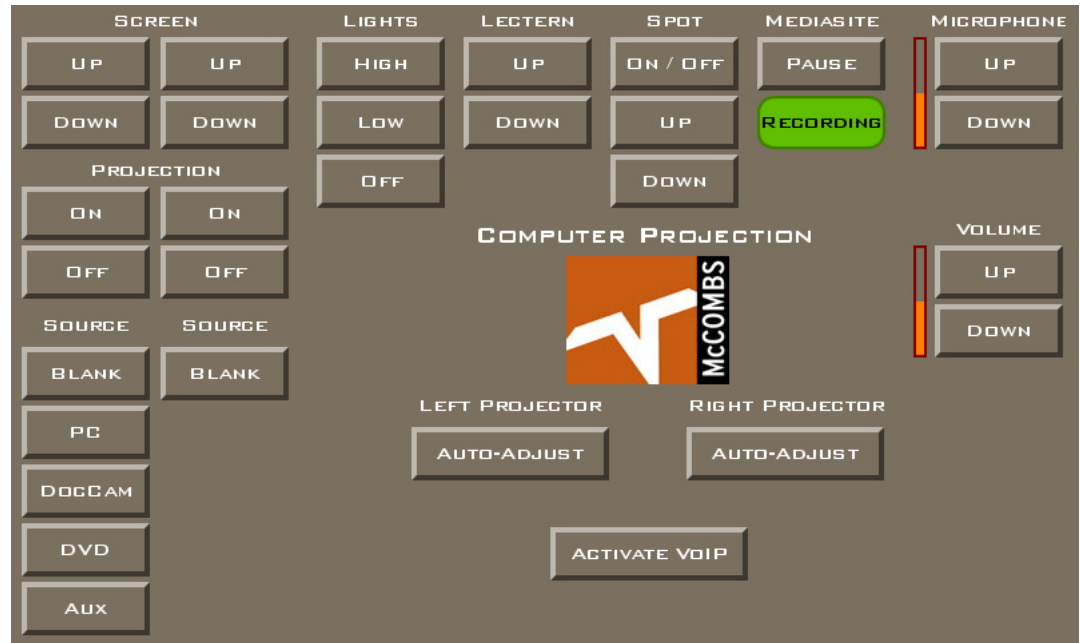 SCREEN
UP UP
DOWN DOWN
PROJECTION
ON ON
OFF OFF
SOURCE SOURCE
BLANK BLANK
PC
DOCCAM
DVD
AUX
LIGHTS
HIGH
LOW
OFF
LECTERN
UP
DOWN
SPOT
ON / OFF
UP
DOWN
MEDIASITE
PAUSE
RECORDING
MICROPHONE
UP
DOWN
VOLUME
UP
DOWN
COMPUTER PROJECTION
McCOMBS
LEFT PROJECTOR RIGHT PROJECTOR
AUTO-ADJUST AUTO-ADJUST
ACTIVATE VOIP